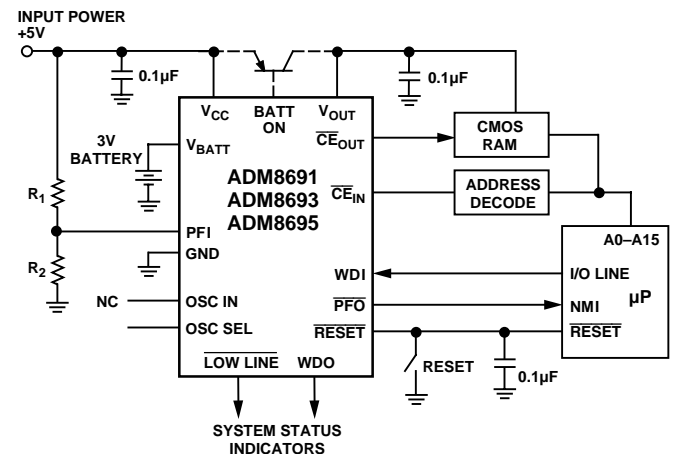 INPUT POWER
+5V
0.1µF
0.1µF
VCC
BATT
ON
VOUT
3V
BATTERY
VBATT
CEOUT
CMOS
RAM
ADM8691
ADM8693
ADM8695
CEIN
ADDRESS
DECODE
R1
R2
PFI
GND
A0–A15
WDI
I/O LINE
µP
NC
OSC IN
PFO
NMI
OSC SEL
RESET
RESET
LOW LINE
WDO
RESET
0.1µF
SYSTEM STATUS
INDICATORS